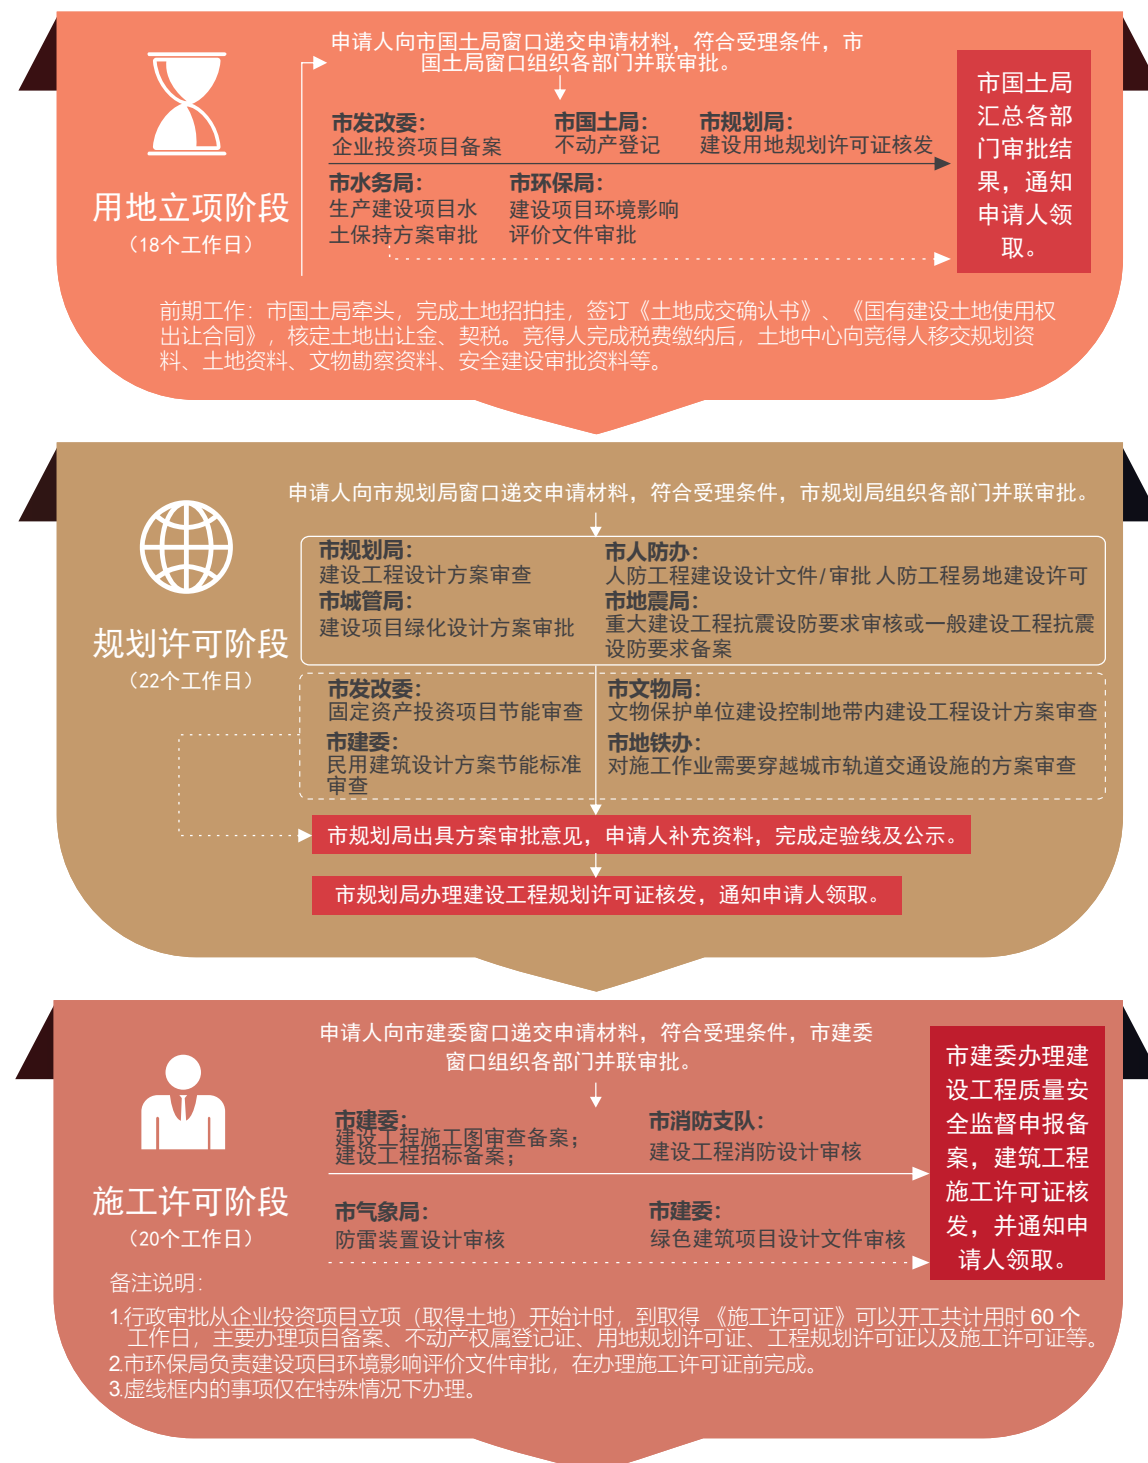 申请人向市国土局窗口递交申请材料，符合受理条件，市
国土局窗口组织各部门并联审批。
市发改委：
企业投资项目备案
市国土局：
不动产登记
市规划局：
建设用地规划许可证核发
市水务局：
生产建设项目水
土保持方案审批
市环保局：
建设项目环境影响
评价文件审批
市国土局
汇总各部
门审批结
果，通知
申请人领
取。
用地立项阶段
（18个工作日）
前期工作：市国土局牵头，完成土地招拍挂，签订《土地成交确认书》、《国有建设土地使用权
出让合同》，核定土地出让金、契税。竞得人完成税费缴纳后，土地中心向竞得人移交规划资
料、土地资料、文物勘察资料、安全建设审批资料等。
申请人向市规划局窗口递交申请材料，符合受理条件，市规划局组织各部门并联审批。
市规划局：
建设工程设计方案审查
市城管局：
建设项目绿化设计方案审批
市人防办：
人防工程建设设计文件/审批 人防工程易地建设许可
市地震局：
重大建设工程抗震设防要求审核或一般建设工程抗震
设防要求备案
规划许可阶段
（22个工作日）
市发改委：
固定资产投资项目节能审查
市建委：
民用建筑设计方案节能标准
审查
市文物局：
文物保护单位建设控制地带内建设工程设计方案审查
市地铁办：
对施工作业需要穿越城市轨道交通设施的方案审查
市规划局出具方案审批意见，申请人补充资料，完成定验线及公示。
市规划局办理建设工程规划许可证核发，通知申请人领取。
申请人向市建委窗口递交申请材料，符合受理条件，市建委
窗口组织各部门并联审批。
市建委：
建设工程施工图审查备案；
建设工程招标备案；
市消防支队：
建设工程消防设计审核
市气象局：
防雷装置设计审核
市建委：
绿色建筑项目设计文件审核
市建委办理建
设工程质量安
全监督申报备
案，建筑工程
施工许可证核
发，并通知申
请人领取。
施工许可阶段
（20个工作日）
备注说明：
1.行政审批从企业投资项目立项（取得土地）开始计时，到取得 《施工许可证》可以开工共计用时 60 个
工作日，主要办理项目备案、不动产权属登记证、用地规划许可证、工程规划许可证以及施工许可证等。
2.市环保局负责建设项目环境影响评价文件审批，在办理施工许可证前完成。
3.虚线框内的事项仅在特殊情况下办理。